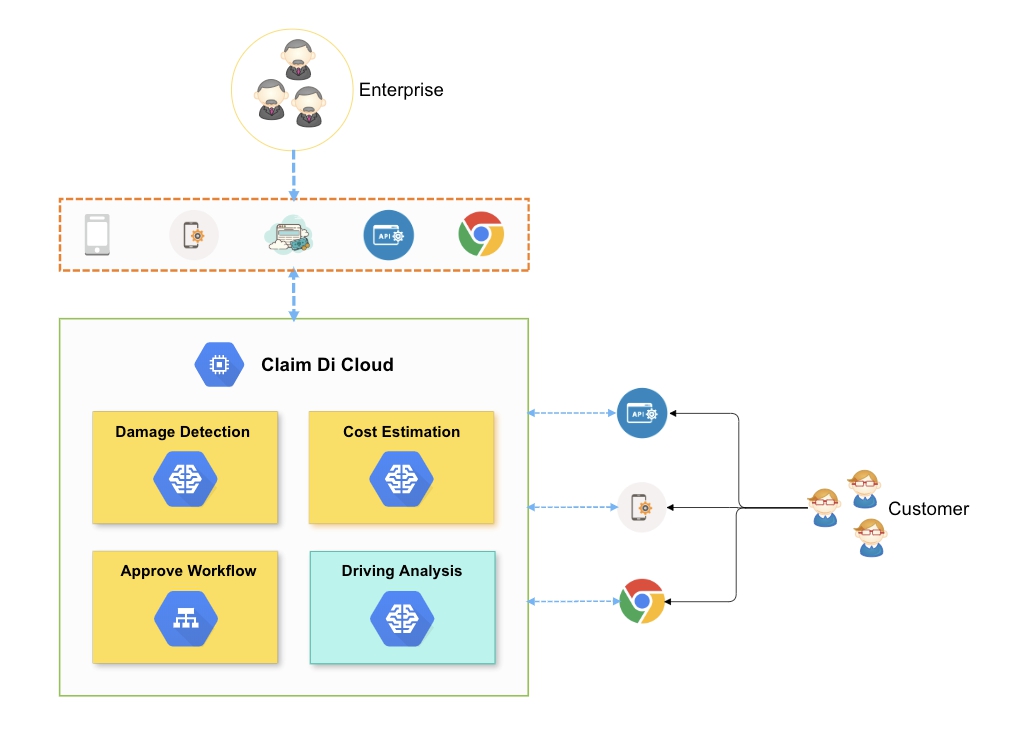 Enterprise
API
Claim Di Cloud
Damage Detection
Cost Estimation
API
Approve Workflow
Driving Analysis
Customer